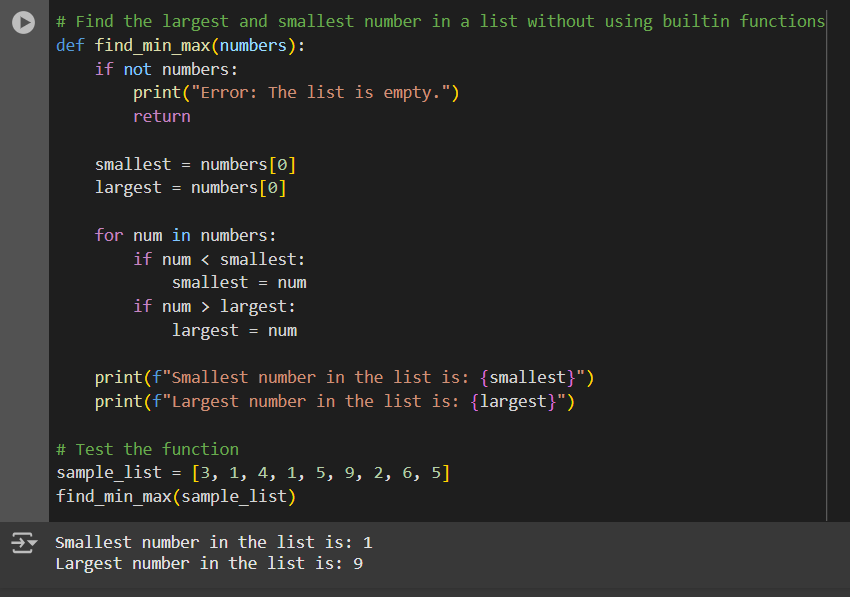 # Find the largest and smallest number in a list without using builtin functions
def find_min_max(numbers):
    if not numbers:
        print("Error: The list is empty.")
        return

    smallest = numbers[0]
    largest = numbers[0]

    for num in numbers:
        if num < smallest:
            smallest = num
        if num > largest:
            largest = num

    print(f"Smallest number in the list is: {smallest}")
    print(f"Largest number in the list is: {largest}")

# Test the function
sample_list = [3, 1, 4, 1, 5, 9, 2, 6, 5]
find_min_max(sample_list)
Smallest number in the list is: 1
Largest number in the list is: 9